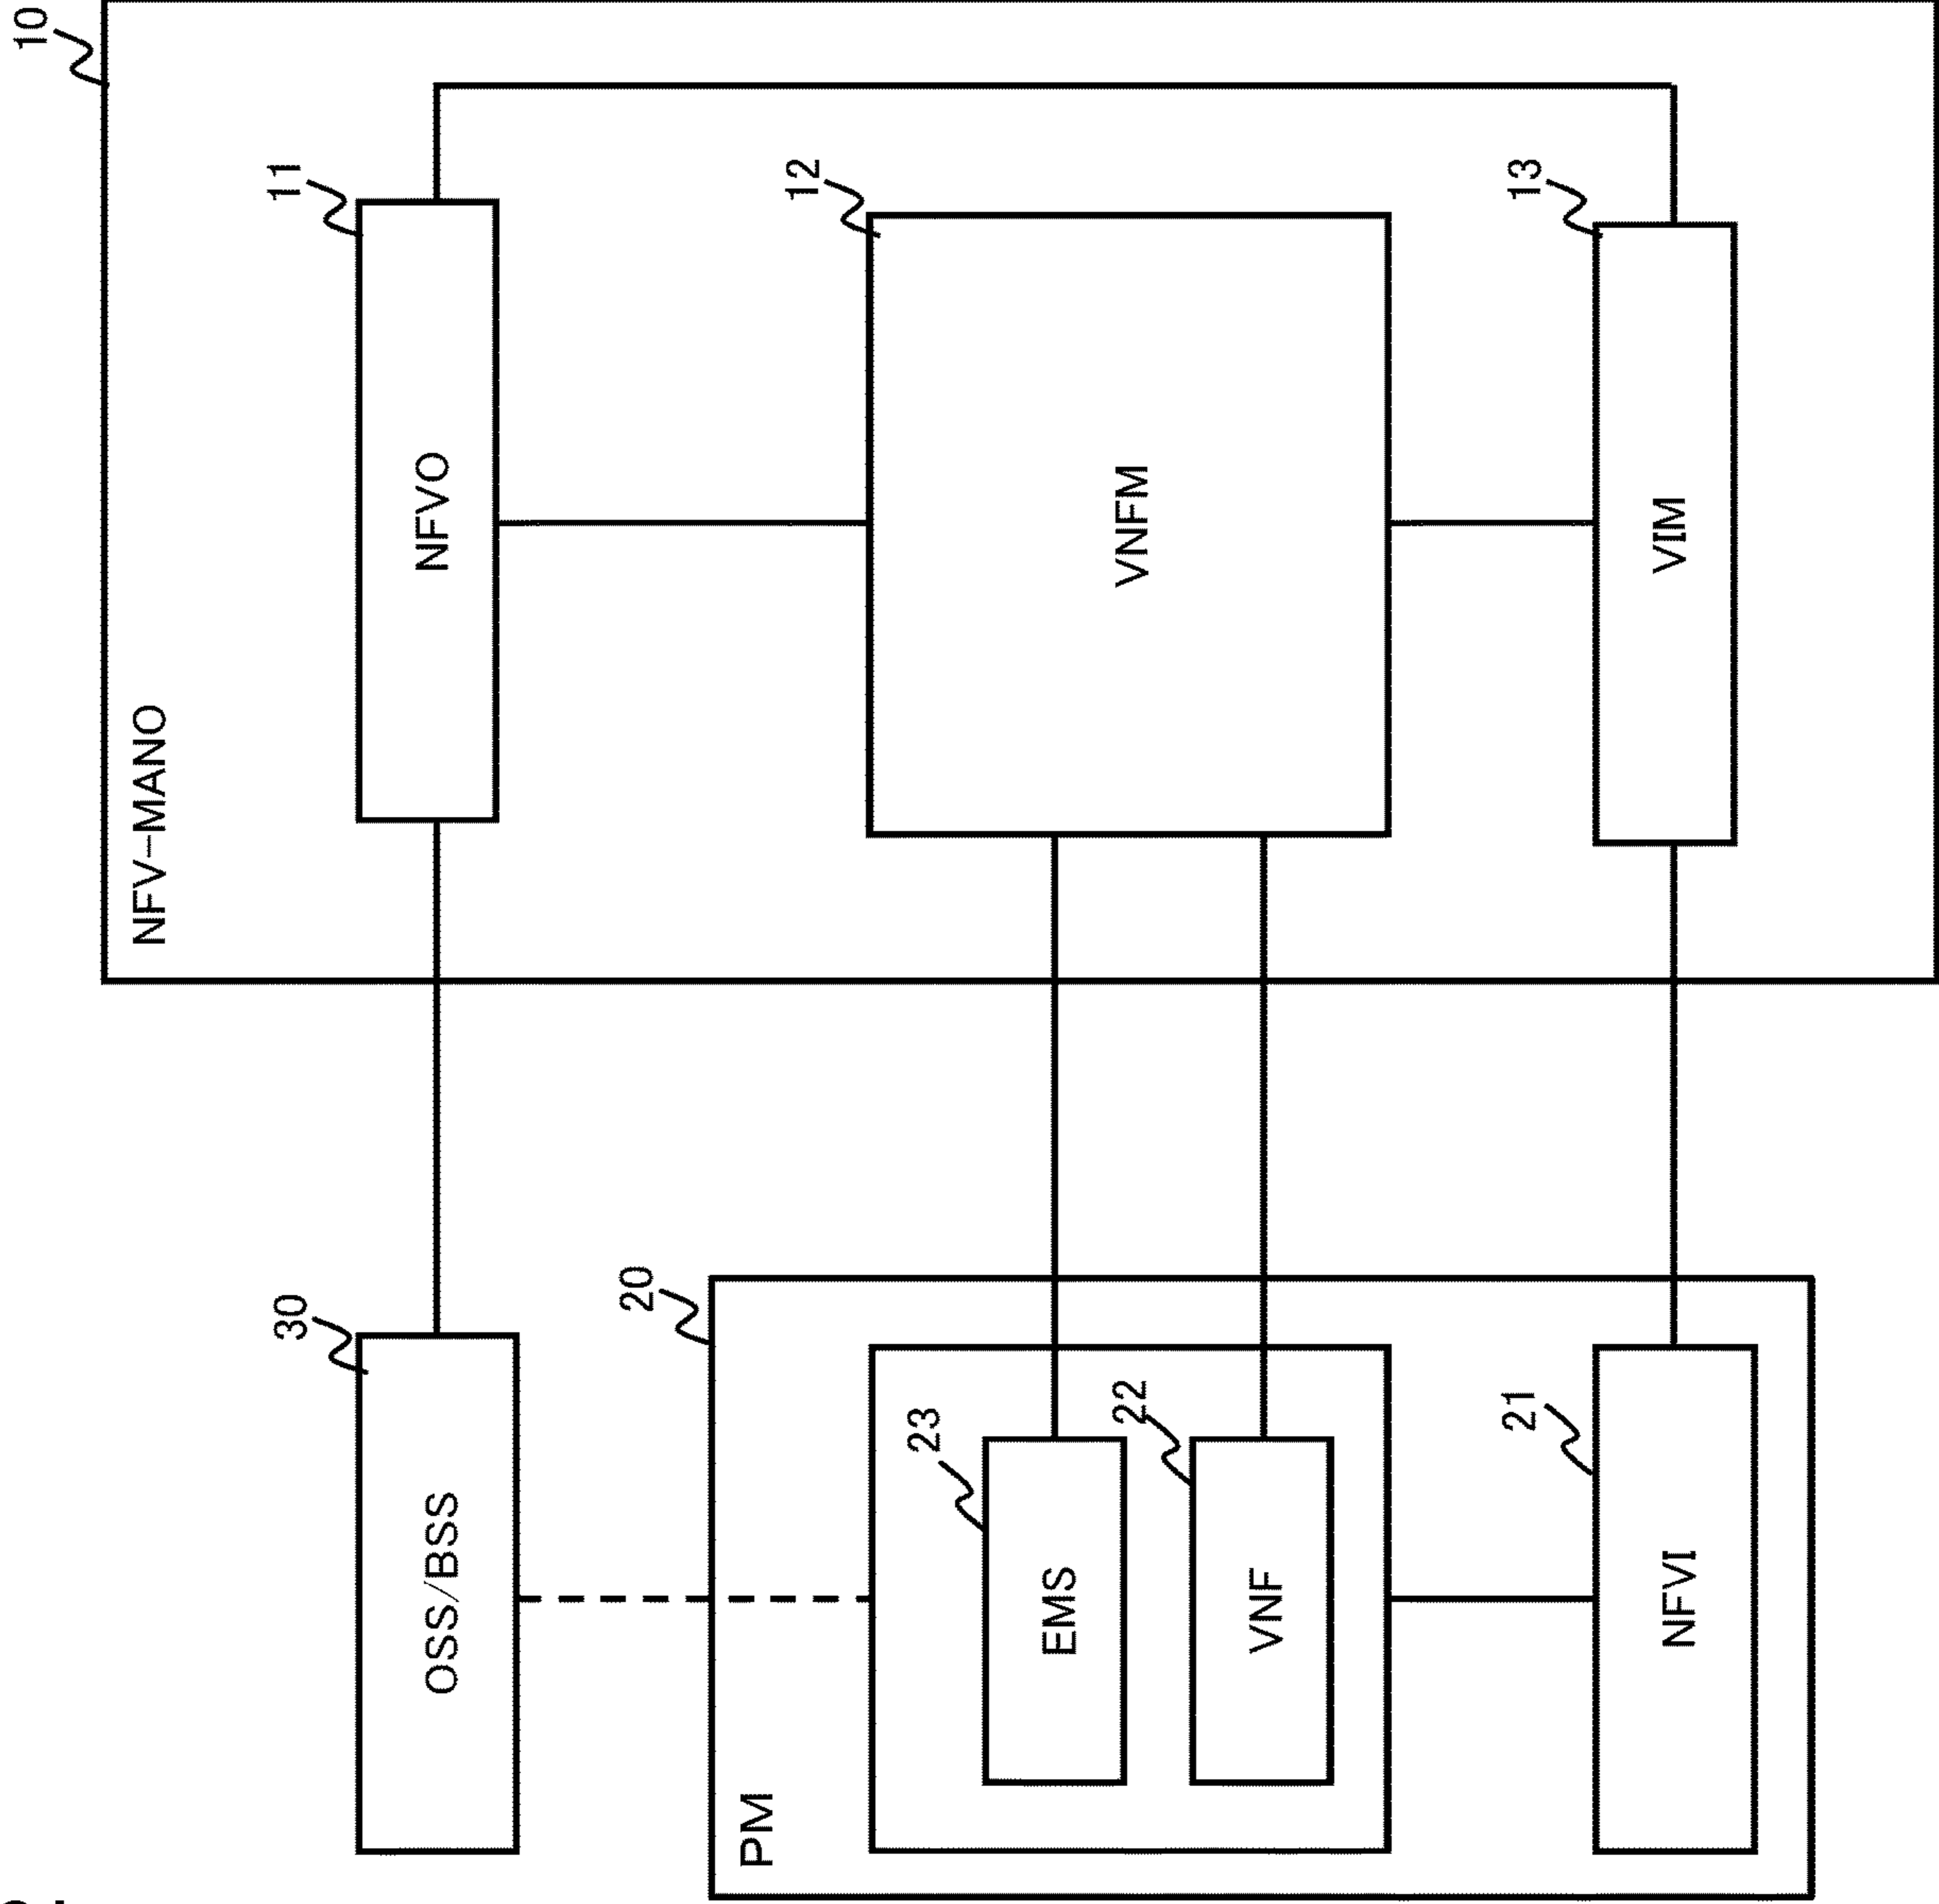 10
NFV-MANO
30
OSS/BSS
11
NFVO
20
PM
23
EMS
22
VNF
12
VNFM
21
NFVI
13
VIM